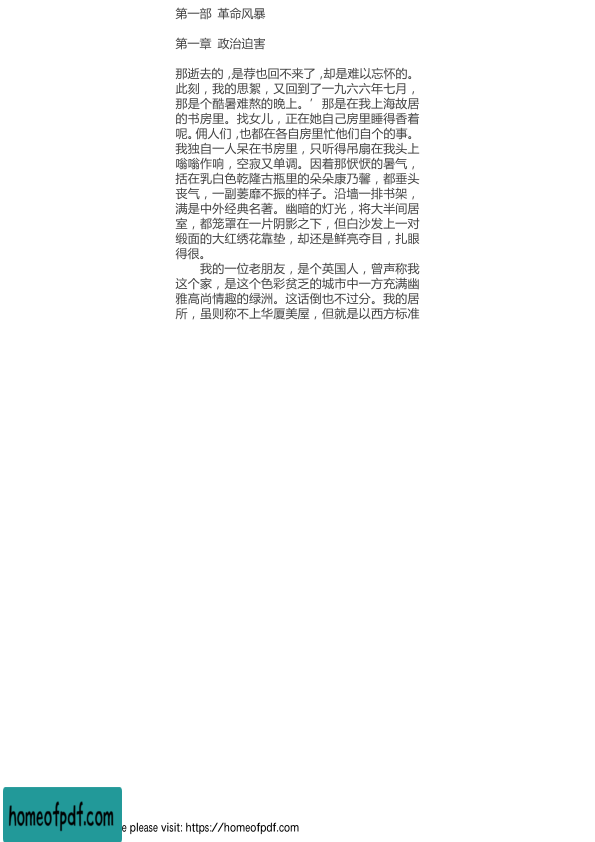 第一部 革命风暴
第一章 政治迫害
那逝去的，是荐也回不来了，却是难以忘怀的。
此刻，我的思絮，又回到了一九六六年七月，
那是个酷暑难熬的晚上。’那是在我上海故居
的书房里。找女儿，正在她自己房里睡得香着
呢。佣人们，也都在各自房里忙他们自个的事。
我独自一人呆在书房里，只听得吊扇在我头上
嗡嗡作响，空寂又单调。因着那恹恹的暑气，
括在乳白色乾隆古瓶里的朵朵康乃馨，都垂头
丧气，一副萎靡不振的样子。沿墙一排书架，
满是中外经典名著。幽暗的灯光，将大半间居
室，都笼罩在一片阴影之下，但白沙发上一对
缎面的大红绣花靠垫，却还是鲜亮夺目，扎眼
得很。
我的一位老朋友，是个英国人，曾声称我
这个家，是这个色彩贫乏的城市中一方充满幽
雅高尚情趣的绿洲。这话倒也不过分。我的居
所，虽则称不上华厦美屋，但就是以西方标准
homeofpdf.com
e please visit: https://homeofpdf.com